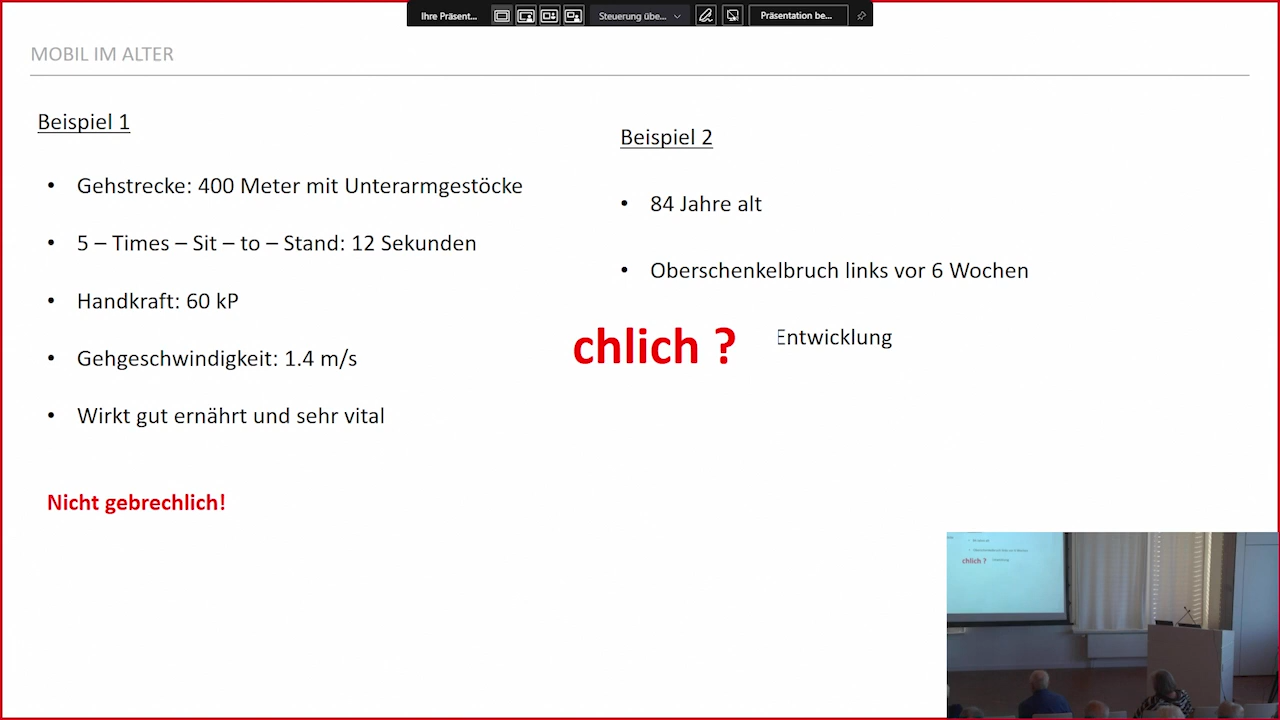 Ihre Präsent...
Steuerung übe...
Präsentation be...
MOBIL IM ALTER
Beispiel 1
• Gehstrecke: 400 Meter mit Unterarmgestöcke
• 5 – Times – Sit – to – Stand: 12 Sekunden
• Handkraft: 60 kP
• Gehgeschwindigkeit: 1.4 m/s
• Wirkt gut ernährt und sehr vital
Nicht gebrechlich!
Beispiel 2
• 84 Jahre alt
• Oberschenkelbruch links vor 6 Wochen
chlich ?
Entwicklung
chlich ?